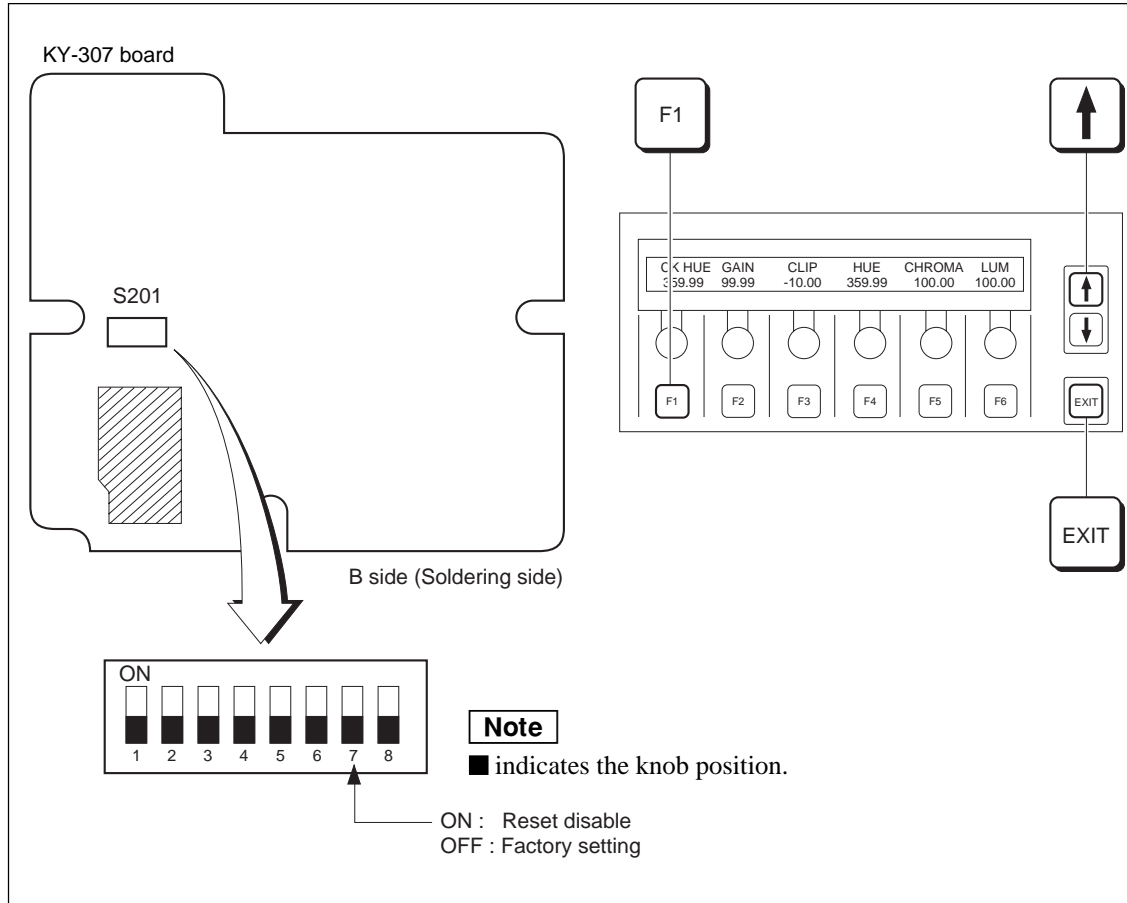 KY-307 board
S201
B side (Soldering side)
F1
CK HUE GAIN CLIP HUE CHROMA LUM
359.99 99.99 -10.00 359.99 100.00 100.00
F1 F2 F3 F4 F5 F6 EXIT
EXIT
ON
1 2 3 4 5 6 7 8
Note
■ indicates the knob position.
ON : Reset disable
OFF : Factory setting